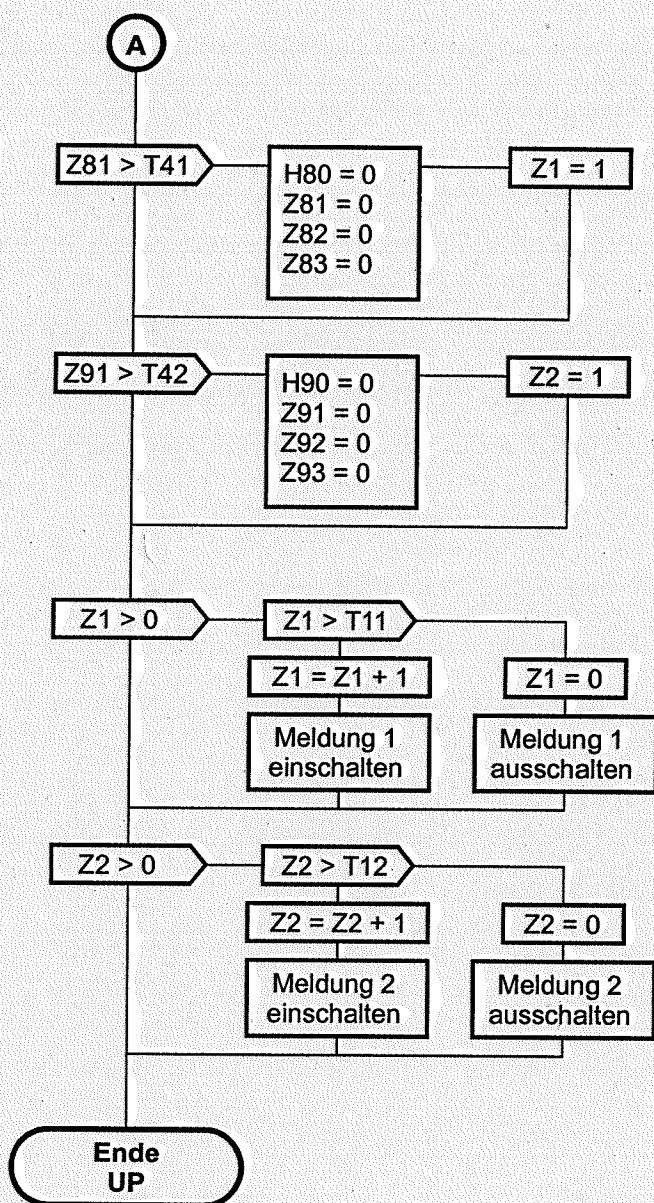 A
Z81 > T41
H80 = 0
Z81 = 0
Z82 = 0
Z83 = 0
Z1 = 1
Z91 > T42
H90 = 0
Z91 = 0
Z92 = 0
Z93 = 0
Z2 = 1
Z1 > 0
Z1 > T11
Z1 = Z1 + 1
Z1 = 0
Meldung 1
einschalten
Meldung 1
ausschalten
Z2 > 0
Z2 > T12
Z2 = Z2 + 1
Z2 = 0
Meldung 2
einschalten
Meldung 2
ausschalten
Ende
UP